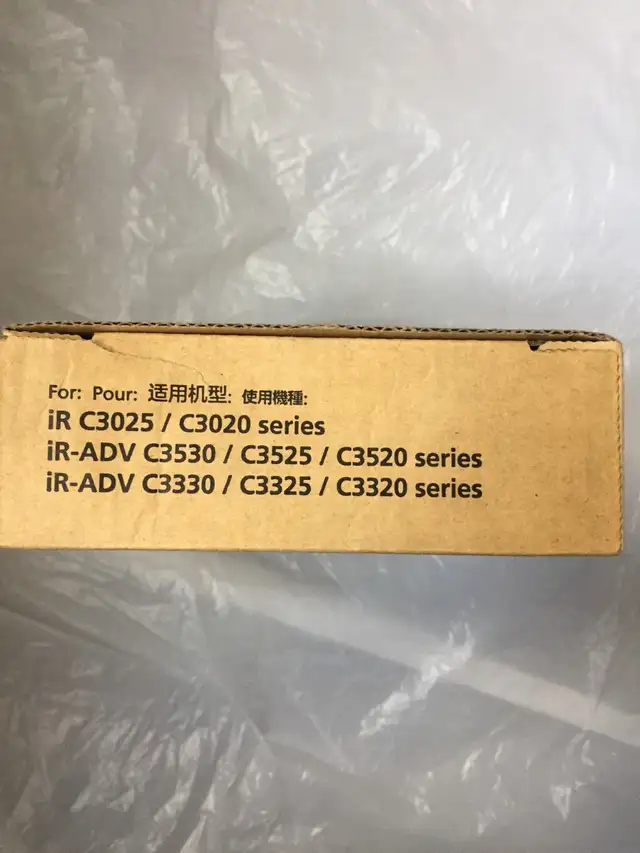 For: Pour: 适用机型: 使用機種:
iR C3025 / C3020 series
iR-ADV C3530 / C3525 / C3520 series
iR-ADV C3330 / C3325 / C3320 series